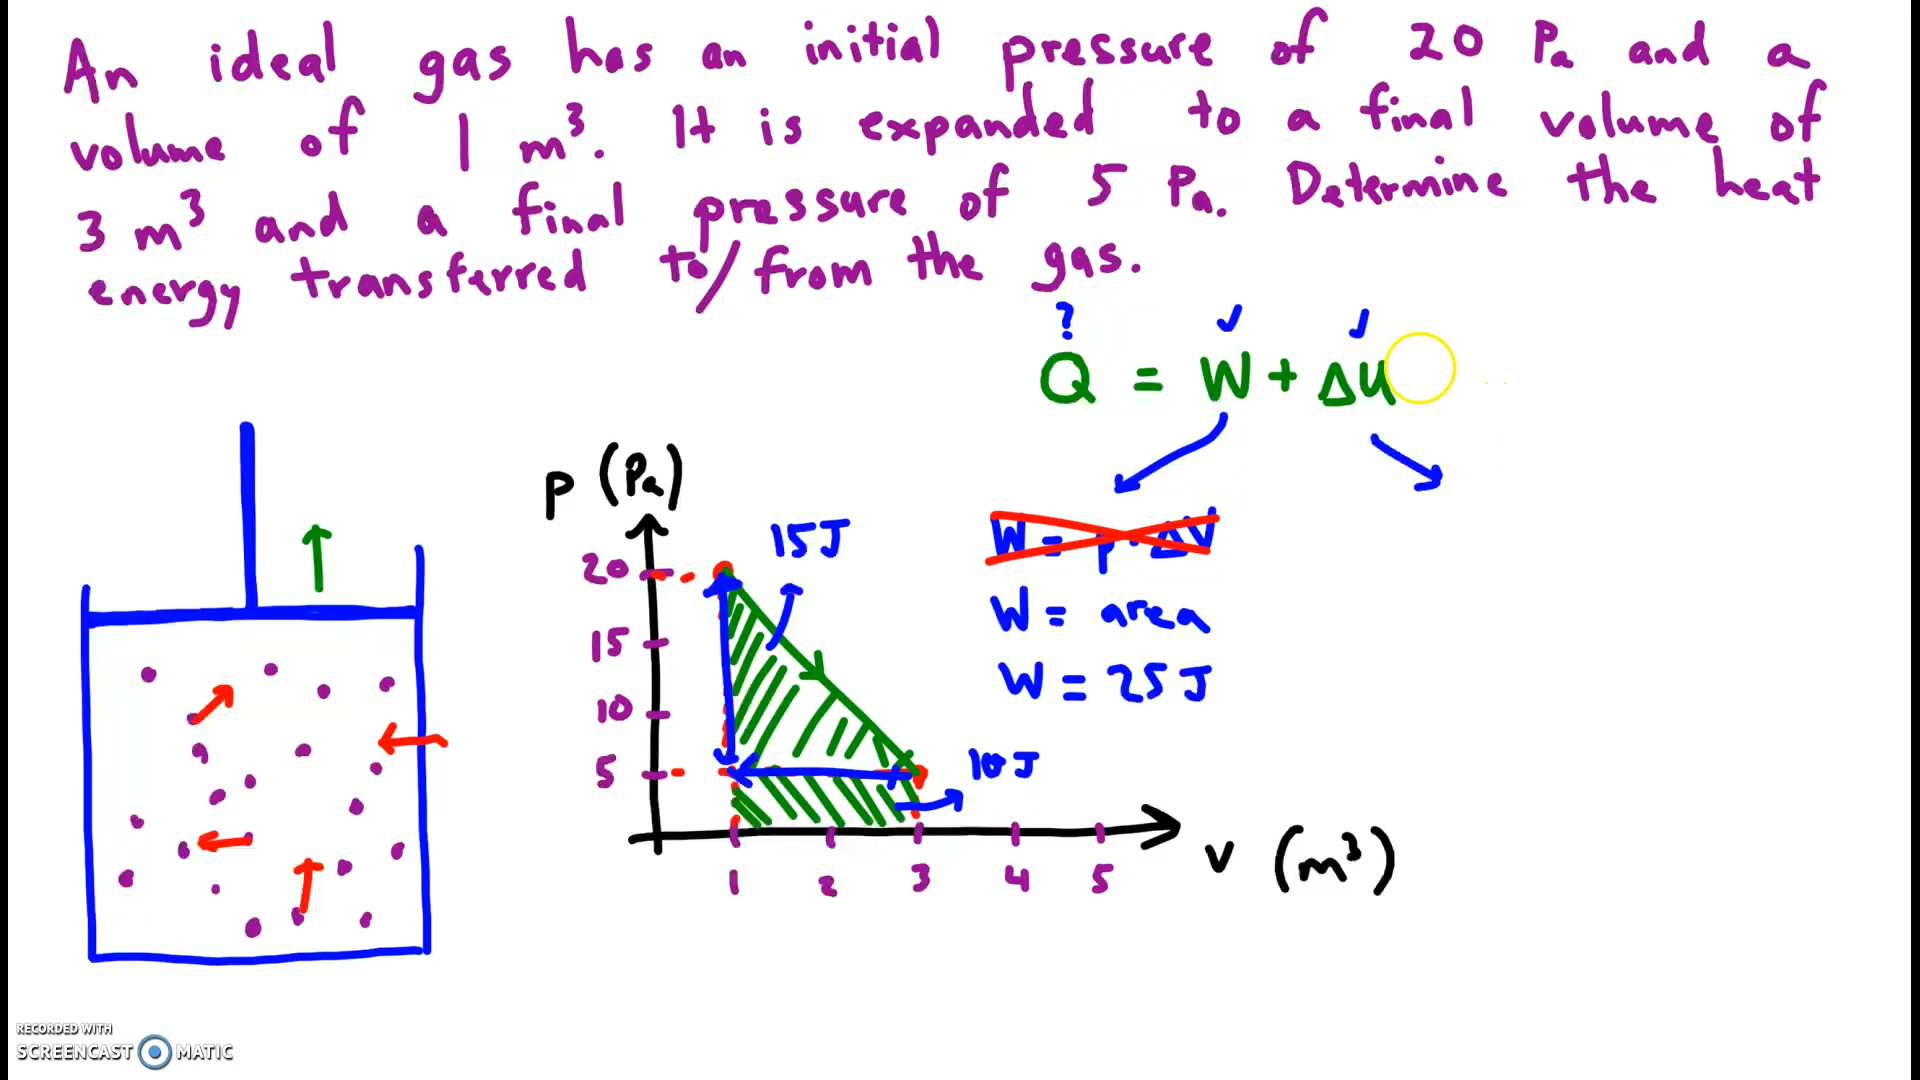 An ideal gas has an initial pressure of 20 Pa and a
volume of 1 m³. It is expanded to a final volume of
3 m³ and a final pressure of 5 Pa. Determine the heat
energy transferred to/from the gas.
?
Q = W + ΔU
p (Pa)
15J
W = p · ΔV
20
W = area
15
W = 25J
10
5
10J
1 2 3 4 5
V (m³)
RECORDED WITH
SCREENCAST MATIC